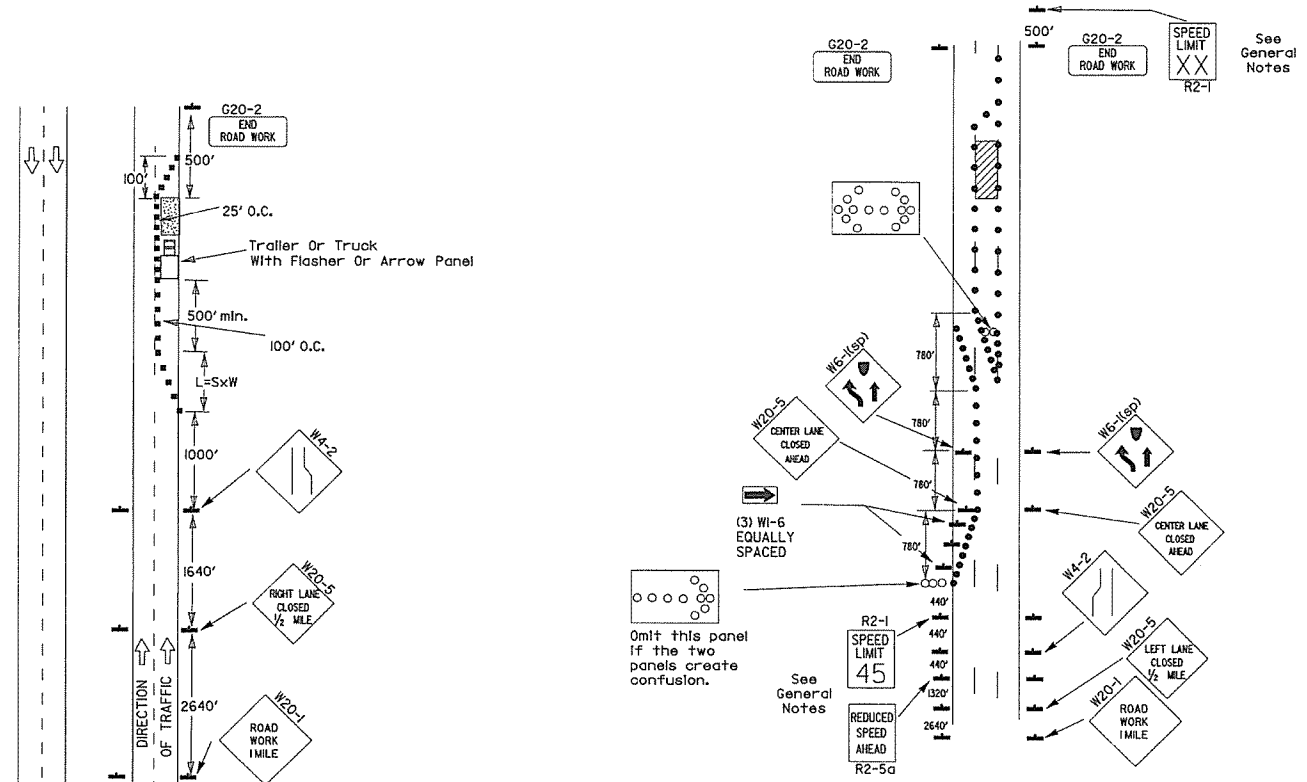 G20-2
END
ROAD WORK
500'
100'
25' O.C.
Trailer Or Truck
With Flasher Or Arrow Panel
500' min.
100' O.C.
L=SxW
1000'
W4-2
1640'
W20-5
RIGHT LANE
CLOSED
1/2 MILE
2640'
DIRECTION
OF TRAFFIC
W20-1
ROAD
WORK
1 MILE
G20-2
END
ROAD WORK
500'
G20-2
END
ROAD WORK
SPEED
LIMIT
XX
R2-1
See
General
Notes
780'
W6-1(sp)
780'
W20-5
CENTER LANE
CLOSED
AHEAD
780'
W6-1(sp)
(3) W1-6
EQUALLY
SPACED
780'
W20-5
CENTER LANE
CLOSED
AHEAD
Omit this panel
if the two
panels create
confusion.
440'
R2-1
SPEED
LIMIT
45
440'
W4-2
440'
See
General
Notes
1320'
W20-5
LEFT LANE
CLOSED
1/2 MILE
REDUCED
SPEED
AHEAD
R2-5a
2640'
W20-1
ROAD
WORK
1 MILE